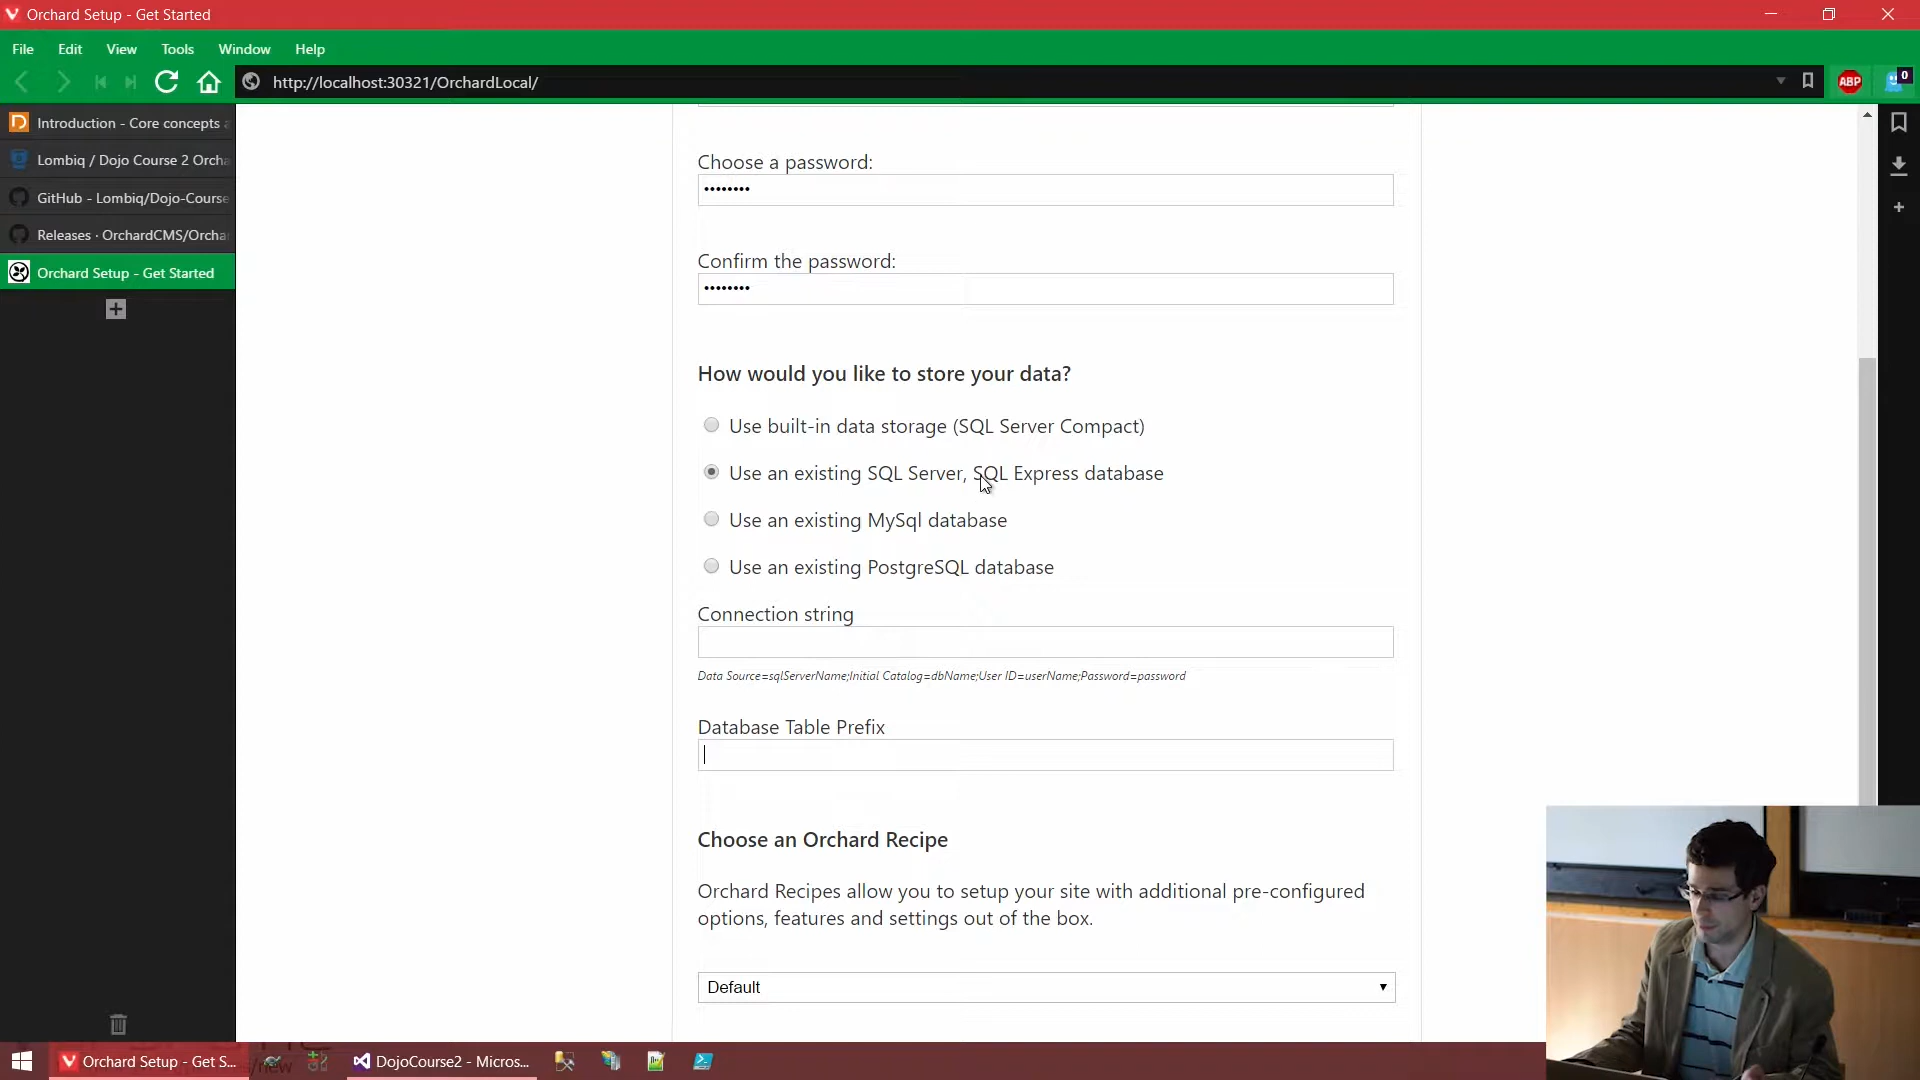 Orchard Setup - Get Started
File Edit View Tools Window Help
http://localhost:30321/OrchardLocal/
ABP
0
Introduction - Core concepts
Lombiq / Dojo Course 2 Orcha
GitHub - Lombiq/Dojo-Course
Releases · OrchardCMS/Orcha
Orchard Setup - Get Started
Choose a password:
••••••••
Confirm the password:
••••••••
How would you like to store your data?
Use built-in data storage (SQL Server Compact)
Use an existing SQL Server, SQL Express database
Use an existing MySql database
Use an existing PostgreSQL database
Connection string
Data Source=sqlServerName;Initial Catalog=dbName;User ID=userName;Password=password
Database Table Prefix
Choose an Orchard Recipe
Orchard Recipes allow you to setup your site with additional pre-configured
options, features and settings out of the box.
Default
Orchard Setup - Get S...
DojoCourse2 - Micros...